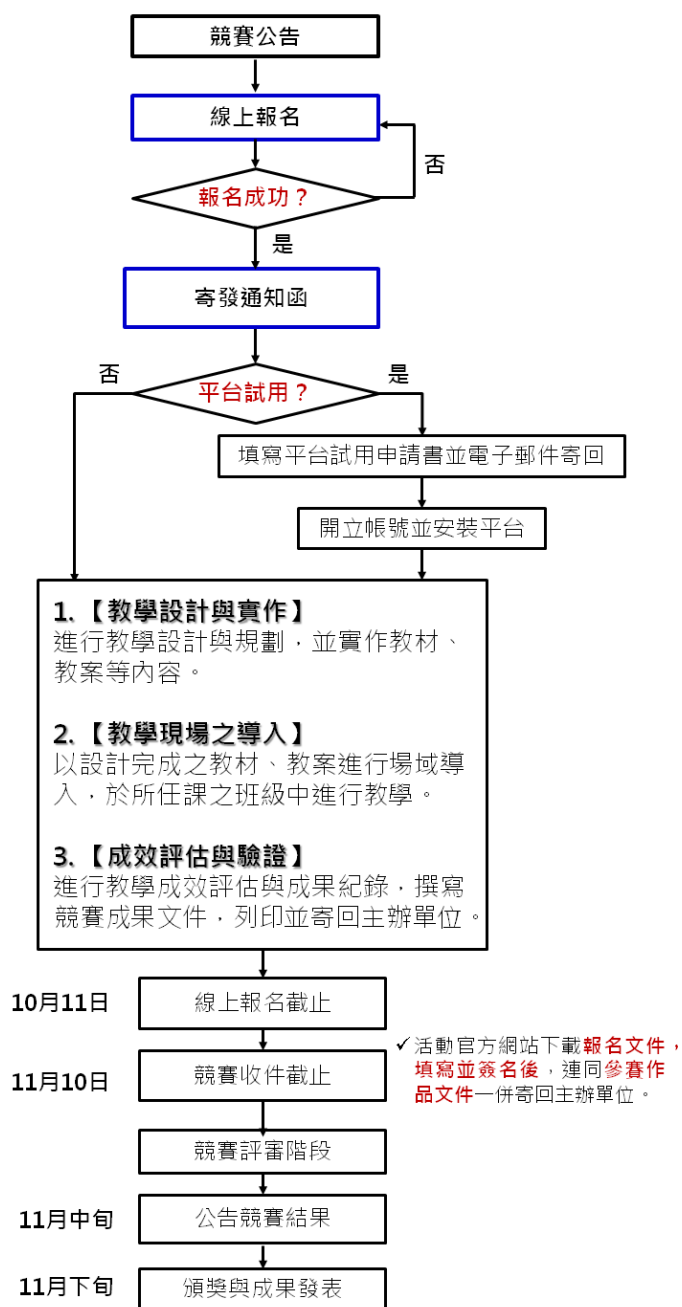 競賽公告
線上報名
否
報名成功？
是
寄發通知函
否
是
平台試用？
填寫平台試用申請書並電子郵件寄回
開立帳號並安裝平台
1.【教學設計與實作】
進行教學設計與規劃，並實作教材、
教案等內容。
2.【教學現場之導入】
以設計完成之教材、教案進行場域導
入，於所任課之班級中進行教學。
3.【成效評估與驗證】
進行教學成效評估與成果紀錄，撰寫
競賽成果文件，列印並寄回主辦單位。
10月11日
線上報名截止
11月10日
競賽收件截止
✓活動官方網站下載報名文件，
填寫並簽名後，連同參賽作
品文件一併寄回主辦單位。
競賽評審階段
11月中旬
公告競賽結果
11月下旬
頒獎與成果發表